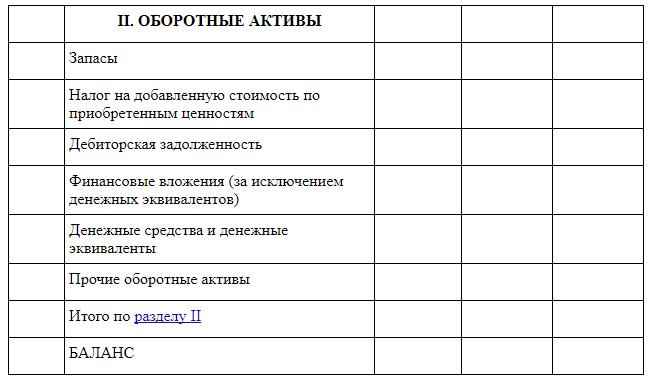 II. ОБОРОТНЫЕ АКТИВЫ
Запасы
Налог на добавленную стоимость по
приобретенным ценностям
Дебиторская задолженность
Финансовые вложения (за исключением
денежных эквивалентов)
Денежные средства и денежные
эквиваленты
Прочие оборотные активы
Итого по разделу II
БАЛАНС